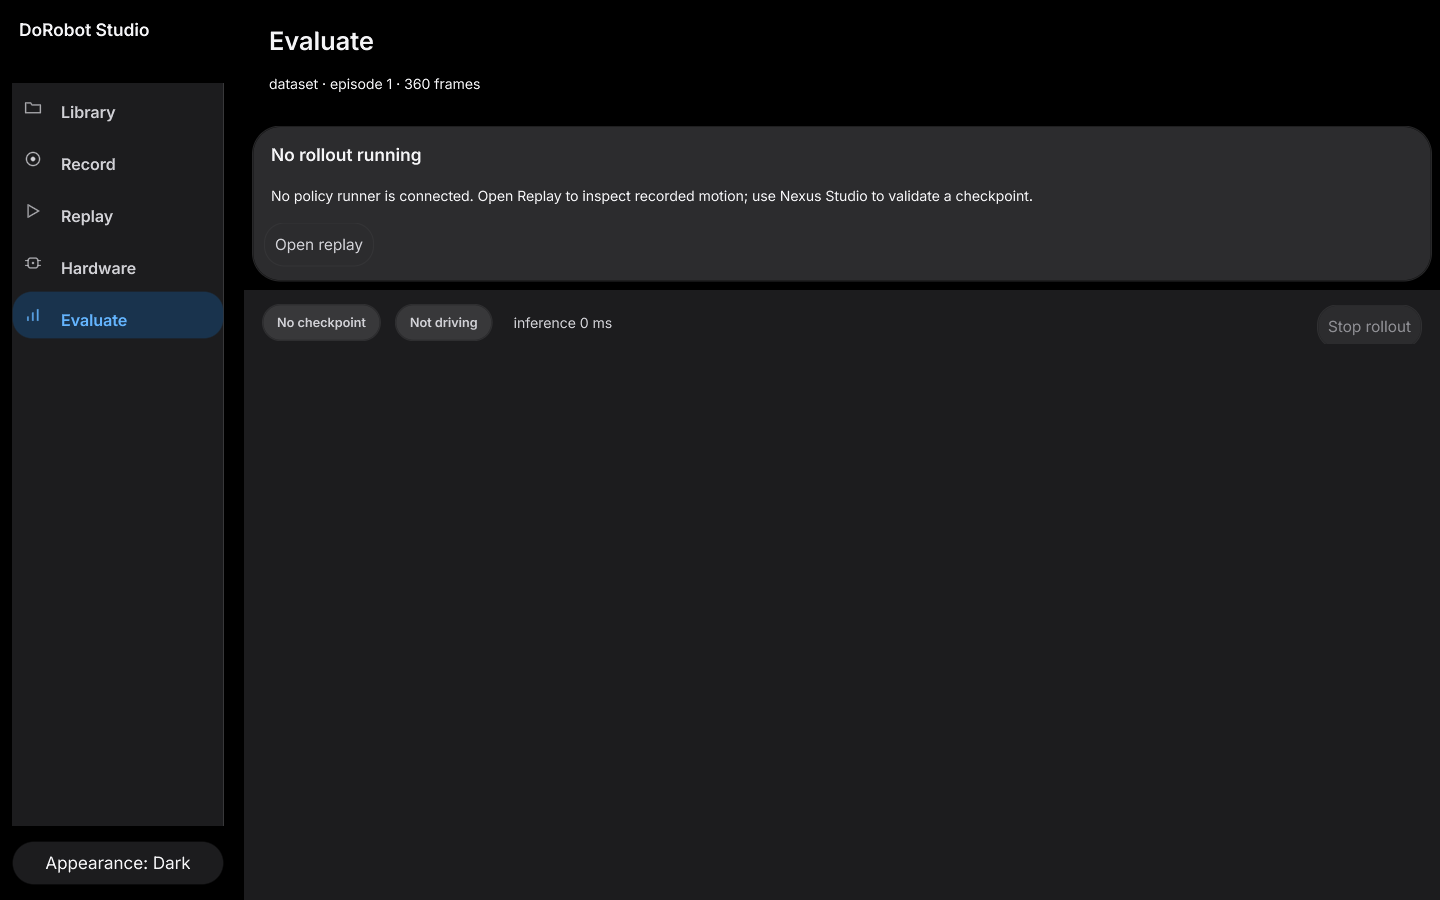 DoRobot Studio
Library
Record
Replay
Hardware
Evaluate
Appearance: Dark
Evaluate
dataset · episode 1 · 360 frames
No rollout running
No policy runner is connected. Open Replay to inspect recorded motion; use Nexus Studio to validate a checkpoint.
Open replay
No checkpoint
Not driving
inference 0 ms
Stop rollout